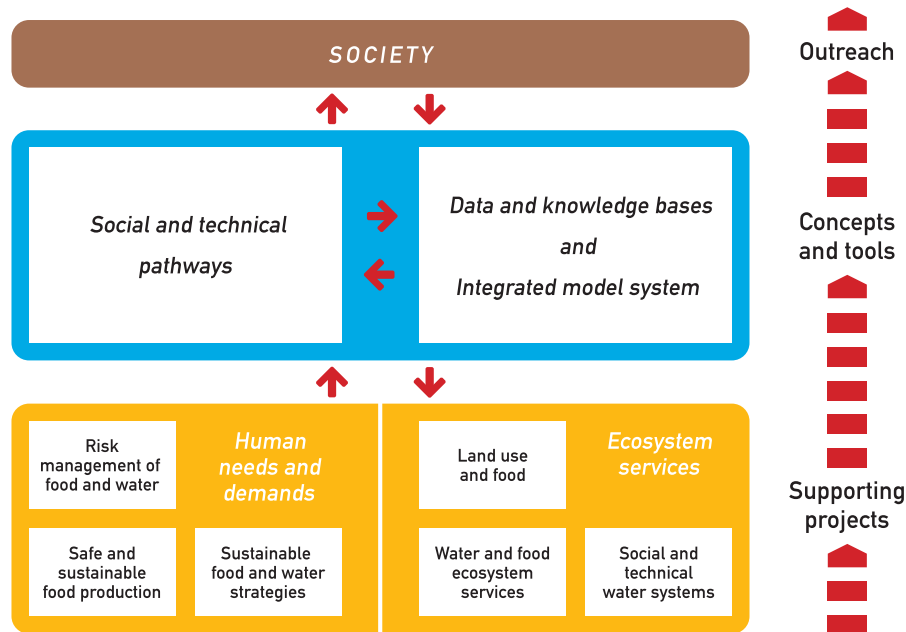 SOCIETY
Outreach
Social and technical
pathways
Data and knowledge bases
and
Integrated model system
Concepts
and tools
Risk
management of
food and water
Human
needs and
demands
Land use
and food
Ecosystem
services
Supporting
projects
Safe and
sustainable
food production
Sustainable
food and water
strategies
Water and food
ecosystem
services
Social and
technical
water systems